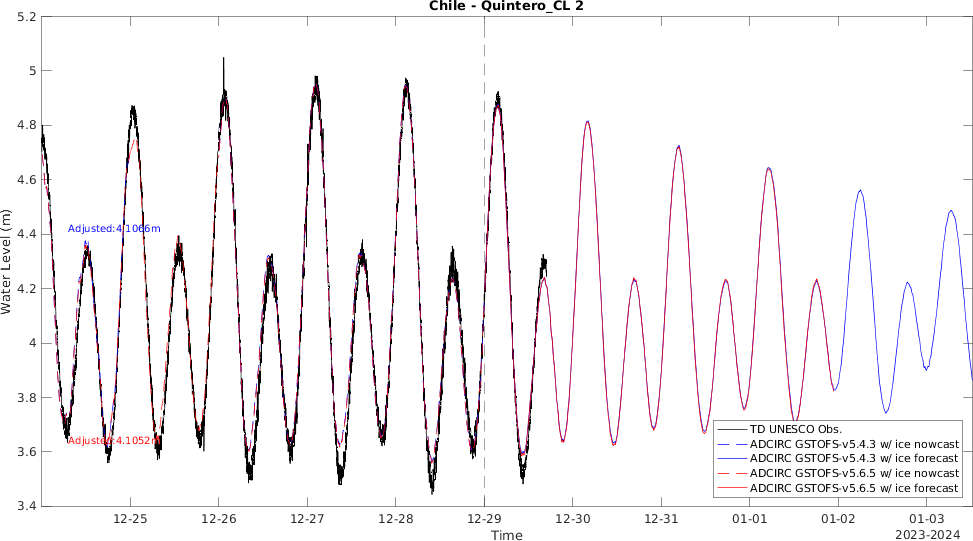 Chile - Quintero_CL 2
Water Level (m)
5.2
5
4.8
4.6
4.4
4.2
4
3.8
3.6
3.4
Adjusted:4.1066m
Adjusted:4.1052m
TD UNESCO Obs.
ADCIRC GSTOFS-v5.4.3 w/ ice nowcast
ADCIRC GSTOFS-v5.4.3 w/ ice forecast
ADCIRC GSTOFS-v5.6.5 w/ ice nowcast
ADCIRC GSTOFS-v5.6.5 w/ ice forecast
12-25 12-26 12-27 12-28 12-29 12-30 12-31 01-01 01-02 01-03
Time
2023-2024